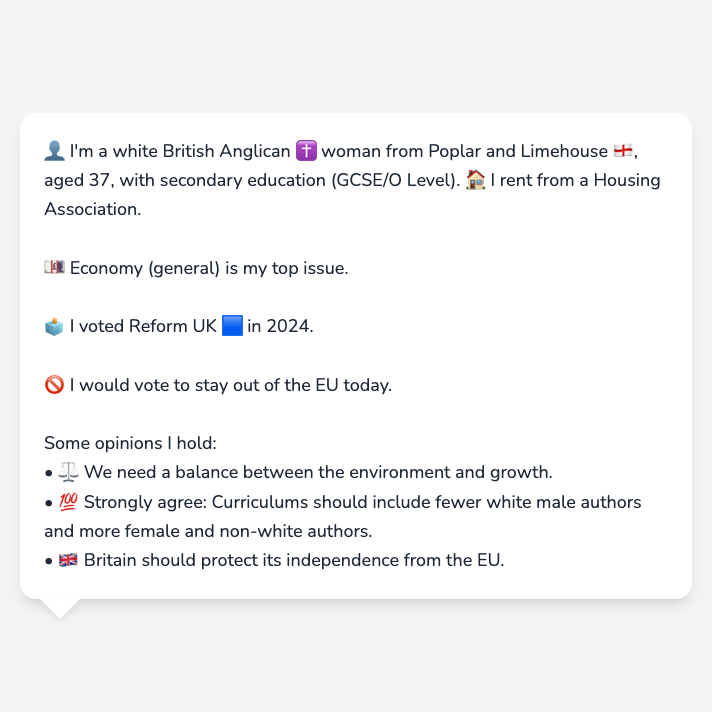 👤 I'm a white British Anglican ✝️ woman from Poplar and Limehouse 🏴󠁧󠁢󠁥󠁮󠁧󠁿,
aged 37, with secondary education (GCSE/O Level). 🏠 I rent from a Housing
Association.
💷 Economy (general) is my top issue.
🗳️ I voted Reform UK 🟦 in 2024.
🚫 I would vote to stay out of the EU today.
Some opinions I hold:
• ⚖️ We need a balance between the environment and growth.
• 💯 Strongly agree: Curriculums should include fewer white male authors
and more female and non-white authors.
• 🇬🇧 Britain should protect its independence from the EU.